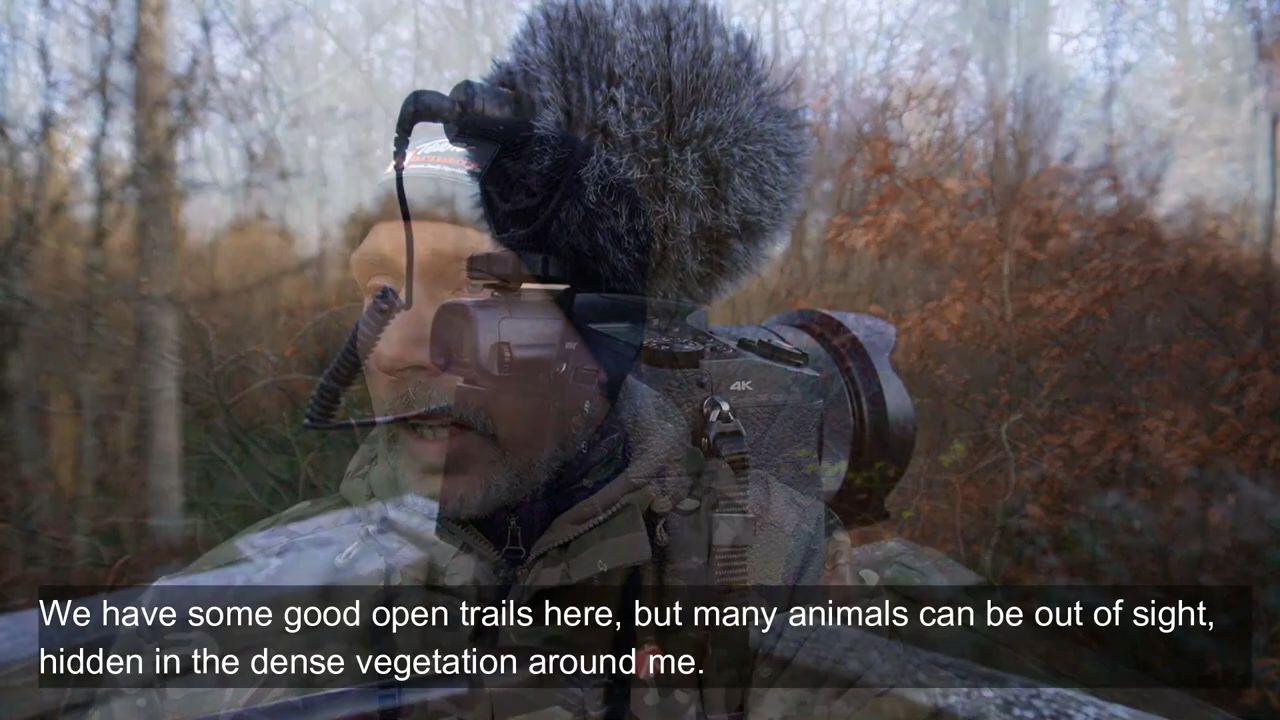 4K
We have some good open trails here, but many animals can be out of sight,
hidden in the dense vegetation around me.